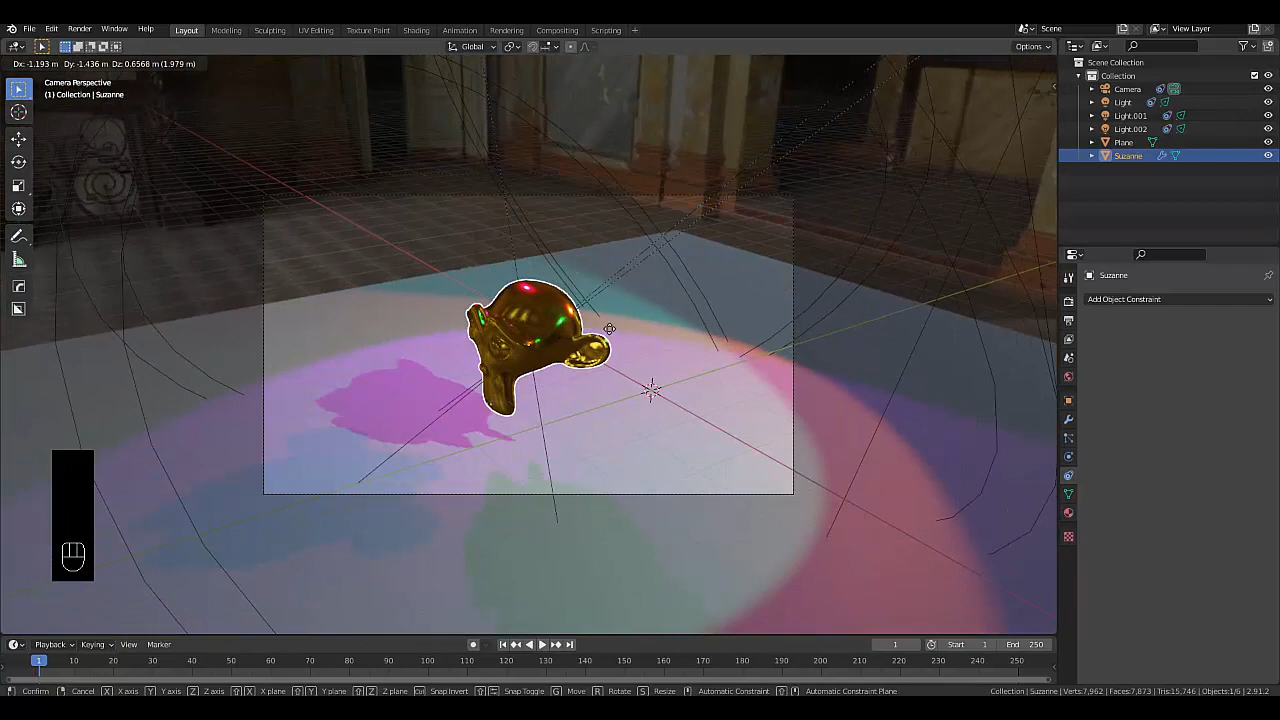 File Edit Render Window Help Layout Modeling Sculpting UV Editing Texture Paint Shading Animation Rendering Compositing Scripting + Scene View Layer
Global Options
Dx: -1.193 m Dy: -1.436 m Dz: 0.6568 m (1.979 m)
Camera Perspective
(1) Collection | Suzanne
Scene Collection
Collection
Camera
Light
Light.001
Light.002
Plane
Suzanne
Suzanne
Add Object Constraint
Playback Keying View Marker 1 Start 1 End 250
1 10 20 30 40 50 60 70 80 90 100 110 120 130 140 150 160 170 180 190 200 210 220 230 240 250
Confirm Cancel X X axis Y Y axis Z Z axis X X plane Y Y plane Z Z plane Ctrl Snap Invert Snap Toggle G Move R Rotate S Resize Automatic Constraint Automatic Constraint Plane Collection | Suzanne | Verts:7,962 | Faces:7,873 | Tris:15,746 | Objects:1/6 | 2.91.2